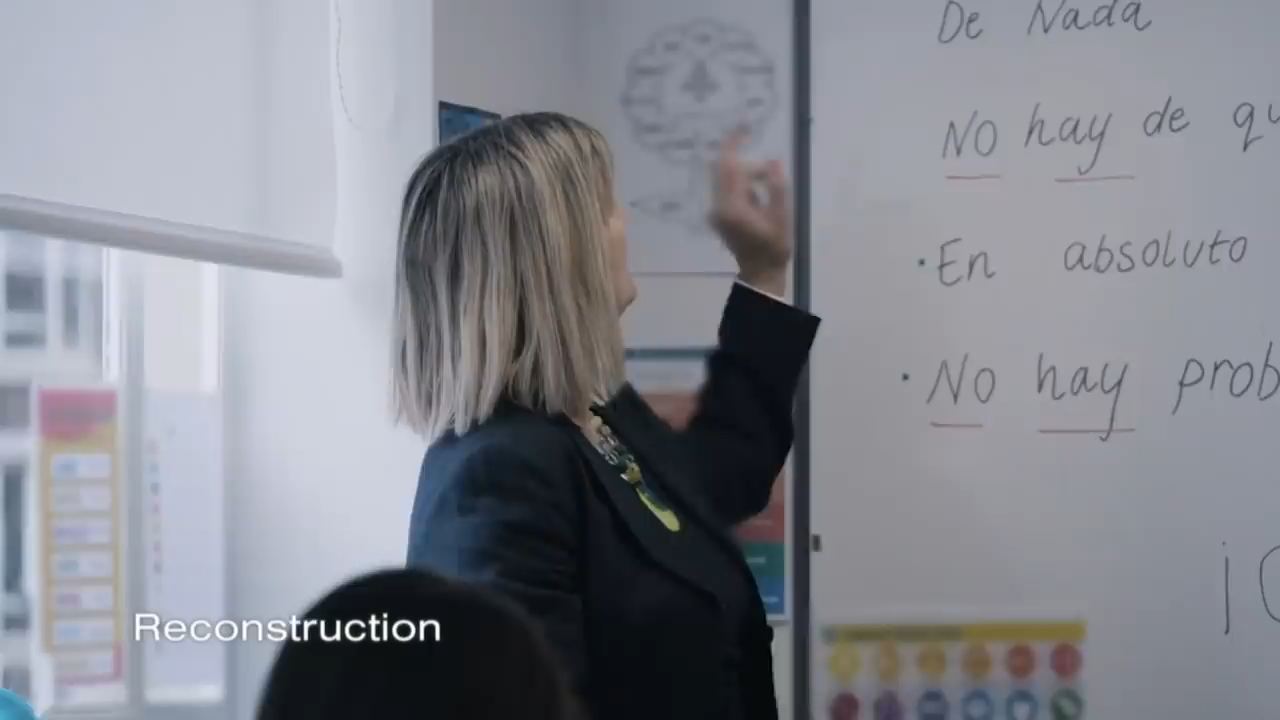 De Nada
No hay de
En absoluto
No hay
Reconstruction